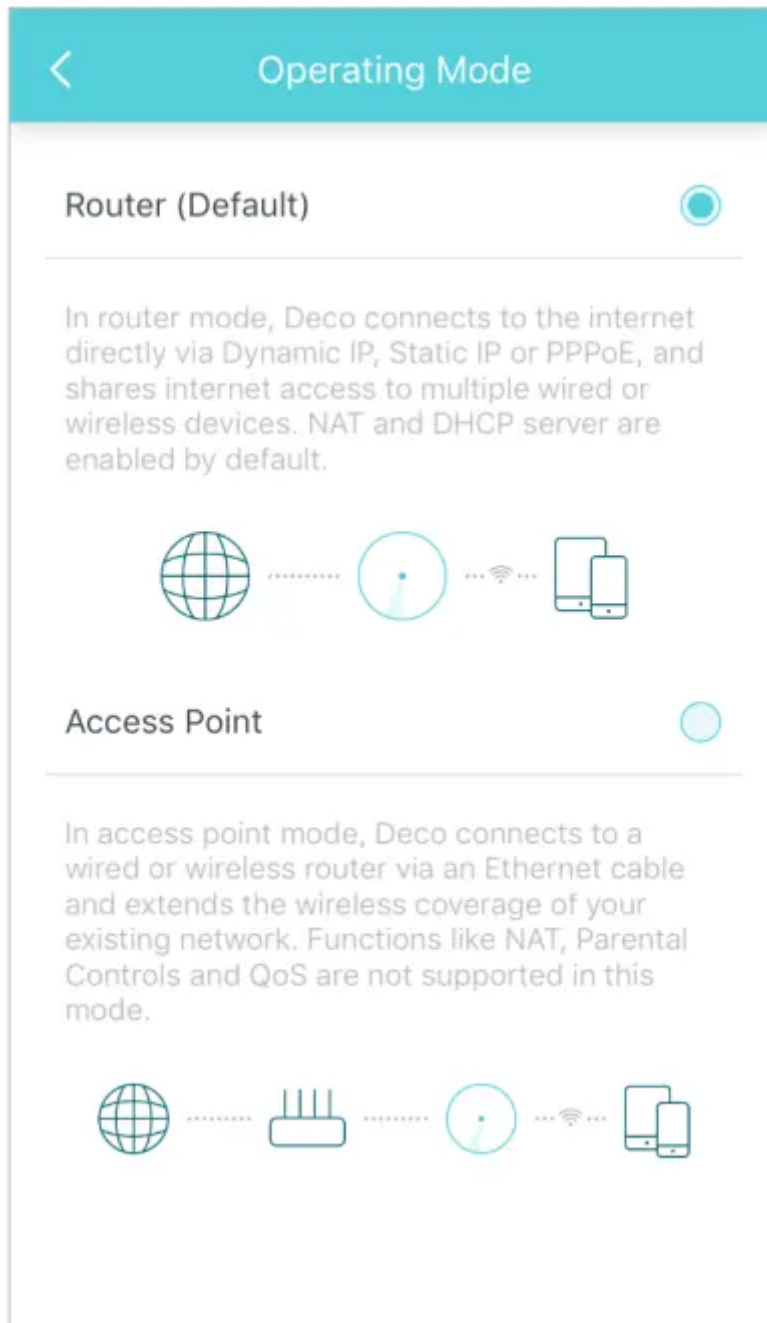 Operating Mode
Router (Default)
In router mode, Deco connects to the internet
directly via Dynamic IP, Static IP or PPPoE, and
shares internet access to multiple wired or
wireless devices. NAT and DHCP server are
enabled by default.
Access Point
In access point mode, Deco connects to a
wired or wireless router via an Ethernet cable
and extends the wireless coverage of your
existing network. Functions like NAT, Parental
Controls and QoS are not supported in this
mode.